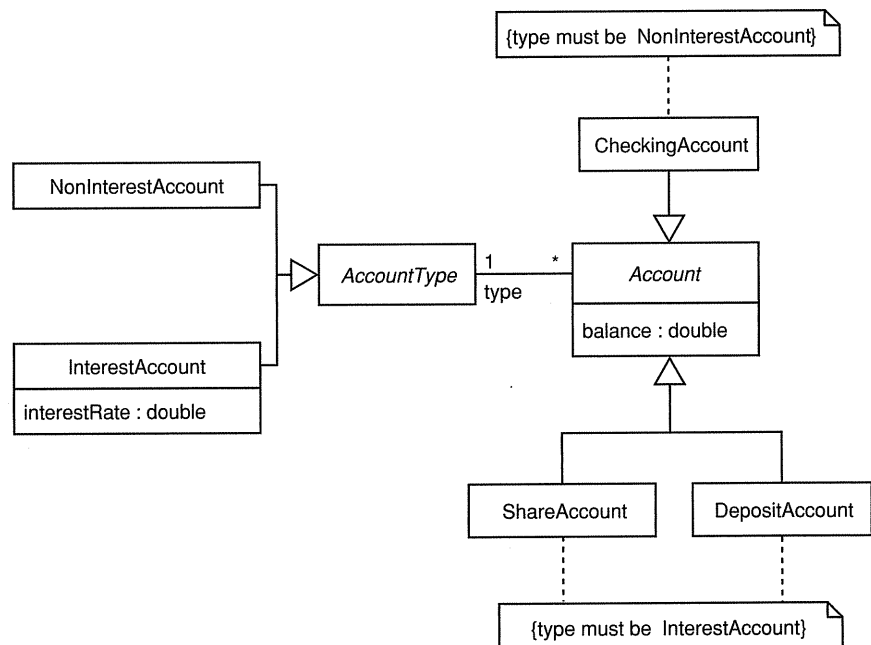 {type must be NonInterestAccount}
CheckingAccount
NonInterestAccount
AccountType
1
*
type
Account
balance : double
InterestAccount
interestRate : double
ShareAccount
DepositAccount
{type must be InterestAccount}